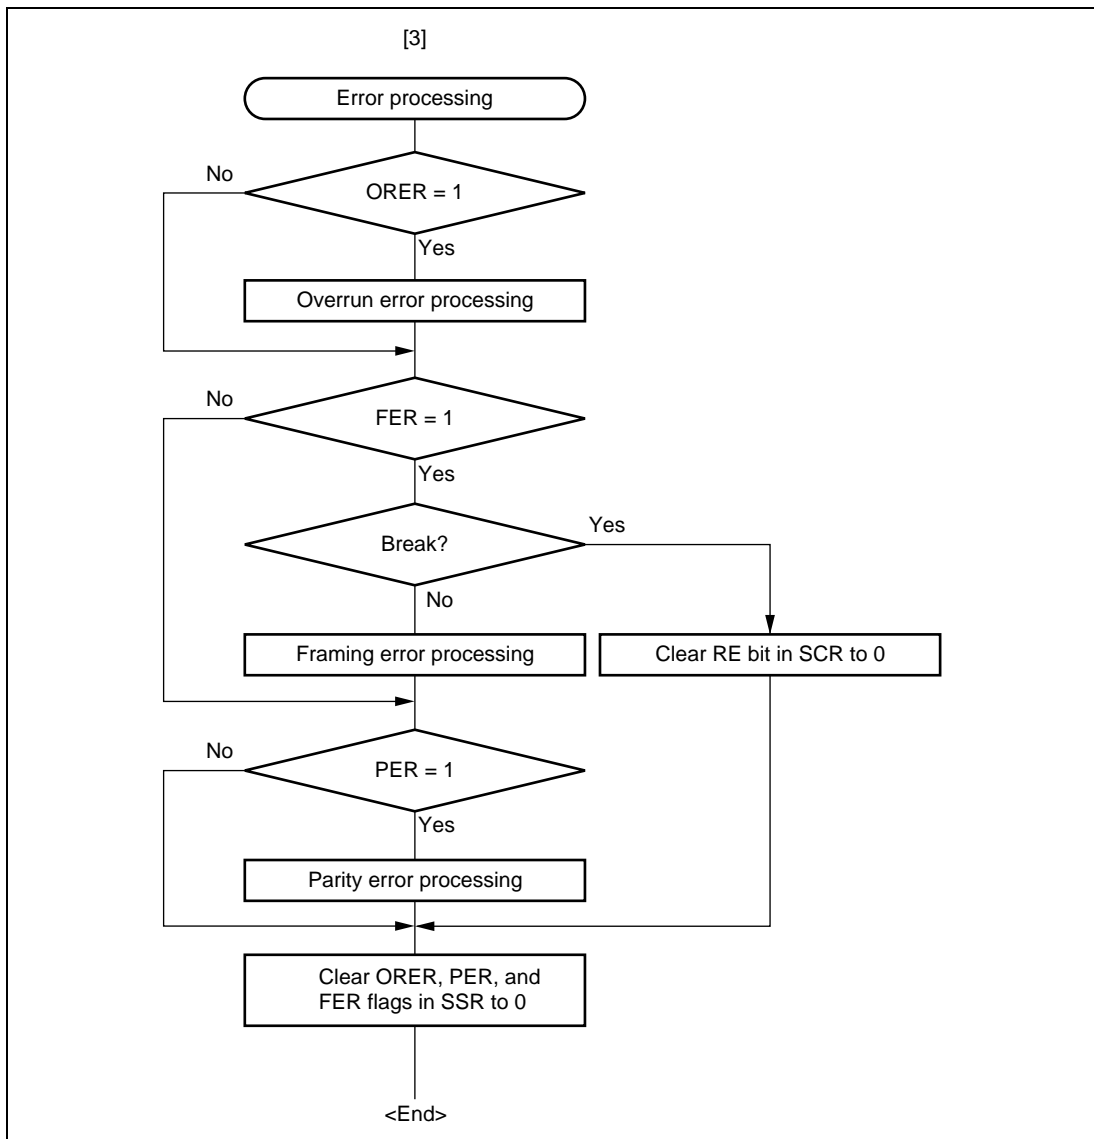 [3]
Error processing
No
ORER = 1
Yes
Overrun error processing
No
FER = 1
Yes
Break?
Yes
No
Framing error processing
Clear RE bit in SCR to 0
No
PER = 1
Yes
Parity error processing
Clear ORER, PER, and
FER flags in SSR to 0
<End>